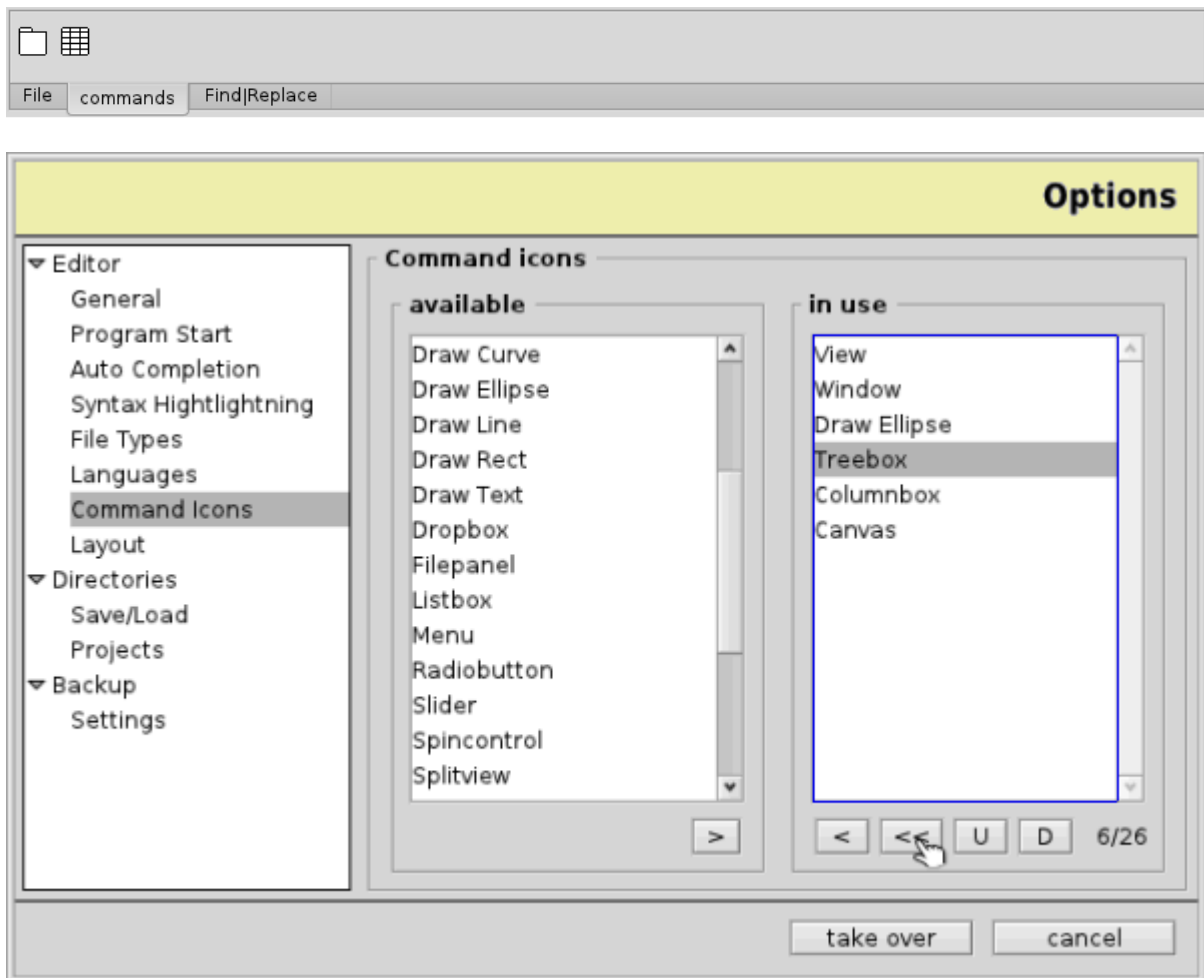 File commands Find|Replace
Options
Editor
General
Program Start
Auto Completion
Syntax Hightlightning
File Types
Languages
Command Icons
Layout
Directories
Save/Load
Projects
Backup
Settings
Command icons
available
Draw Curve
Draw Ellipse
Draw Line
Draw Rect
Draw Text
Dropbox
Filepanel
Listbox
Menu
Radiobutton
Slider
Spincontrol
Splitview
>
in use
View
Window
Draw Ellipse
Treebox
Columnbox
Canvas
< << U D 6/26
take over cancel